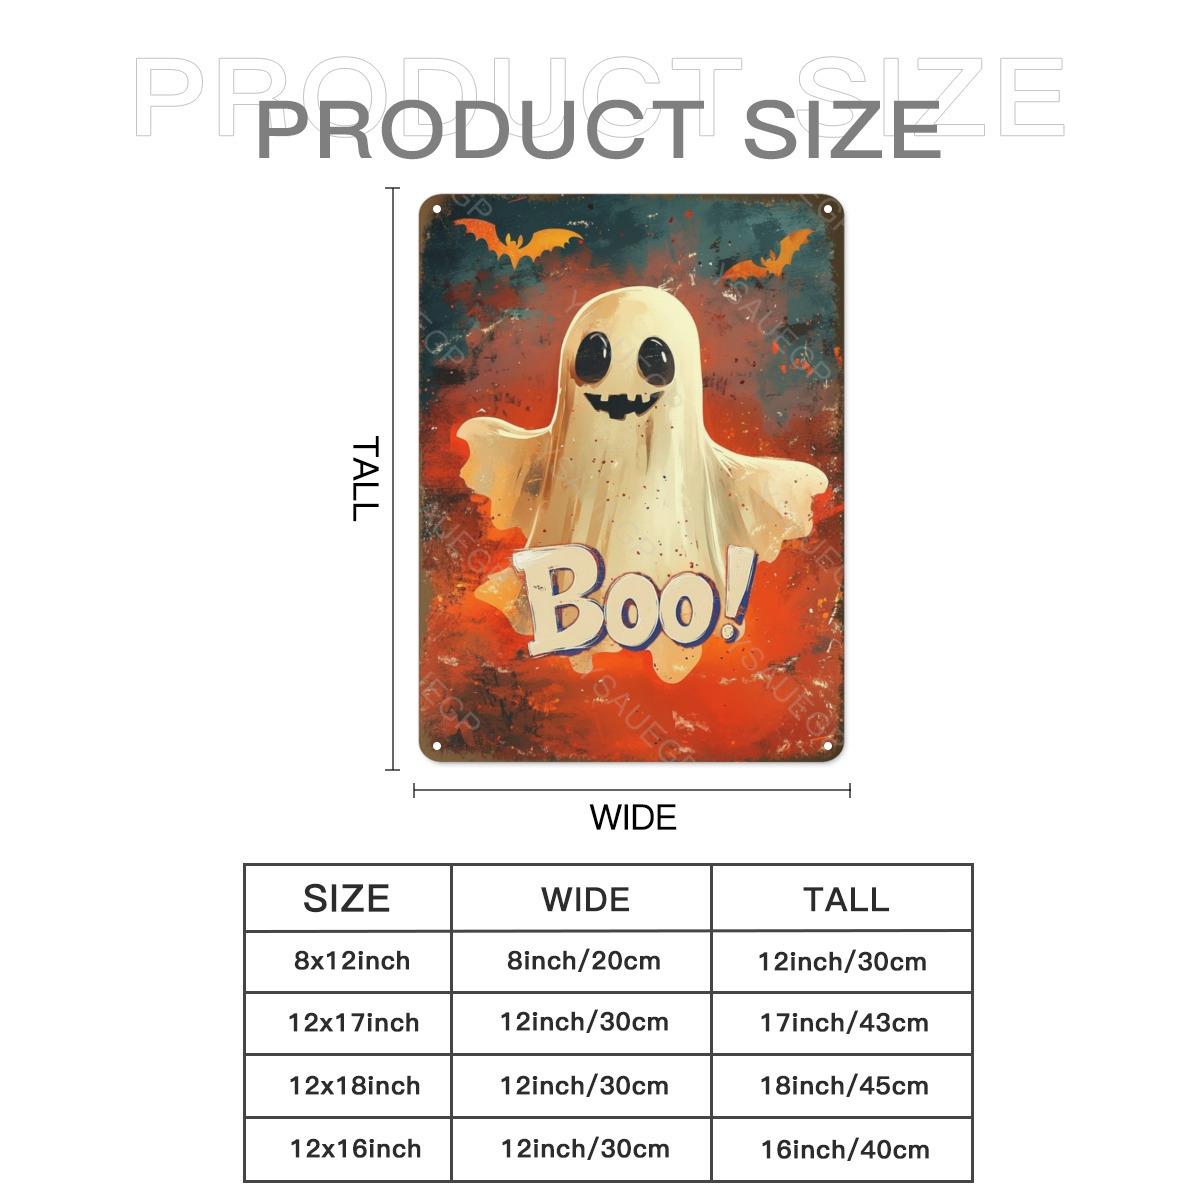 PRODUCT SIZE
PRODUCT SIZE
TALL
YSAUEGP
Boo!
WIDE
SIZE WIDE TALL
8x12inch 8inch/20cm 12inch/30cm
12x17inch 12inch/30cm 17inch/43cm
12x18inch 12inch/30cm 18inch/45cm
12x16inch 12inch/30cm 16inch/40cm